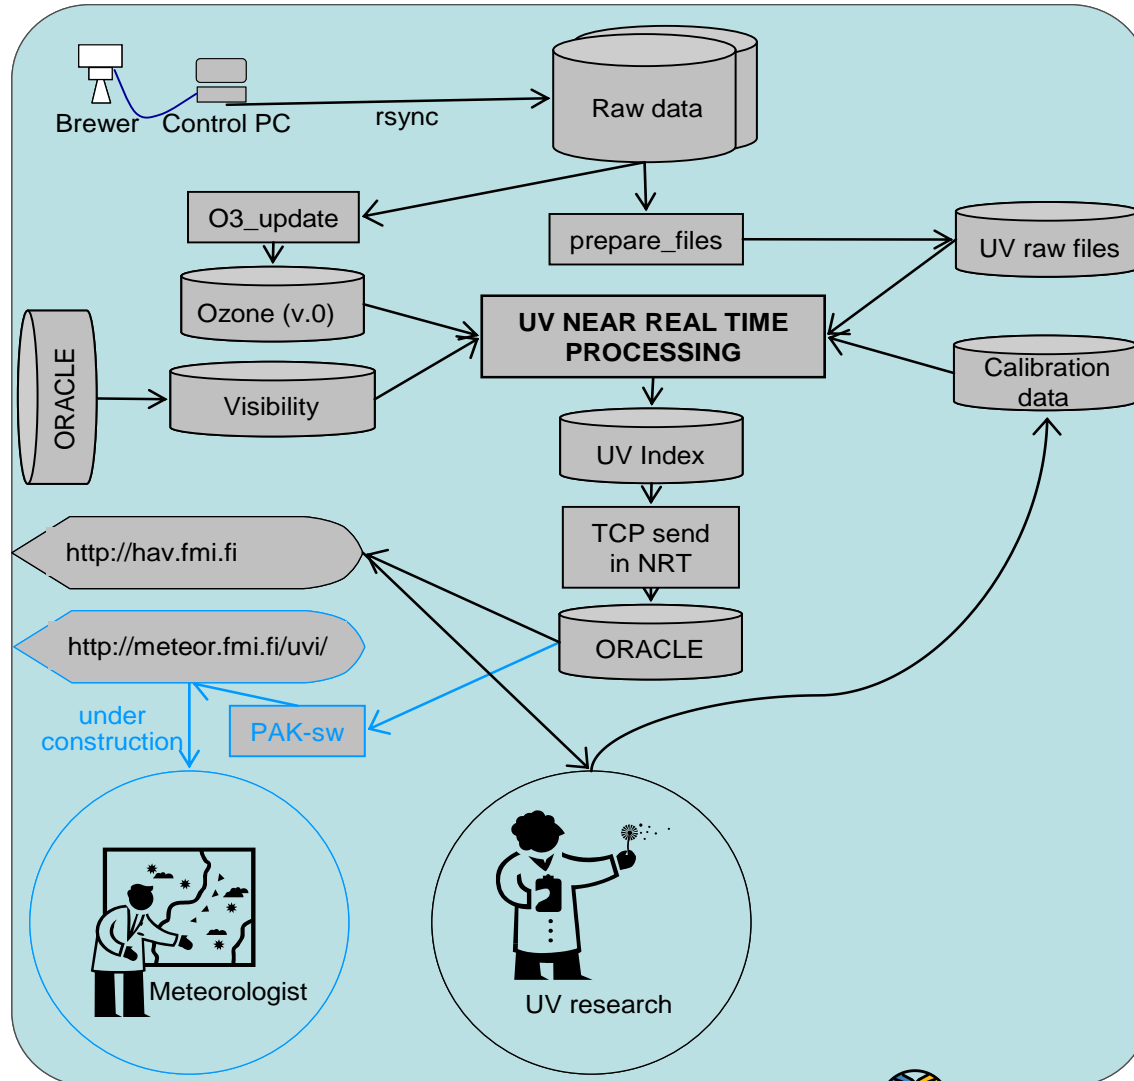 Brewer
Control PC
rsync
Raw data
O3_update
prepare_files
UV raw files
Ozone (v.0)
UV NEAR REAL TIME
PROCESSING
ORACLE
Visibility
Calibration
data
UV Index
TCP send
in NRT
http://hav.fmi.fi
http://meteor.fmi.fi/uvi/
ORACLE
under
construction
PAK-sw
Meteorologist
UV research